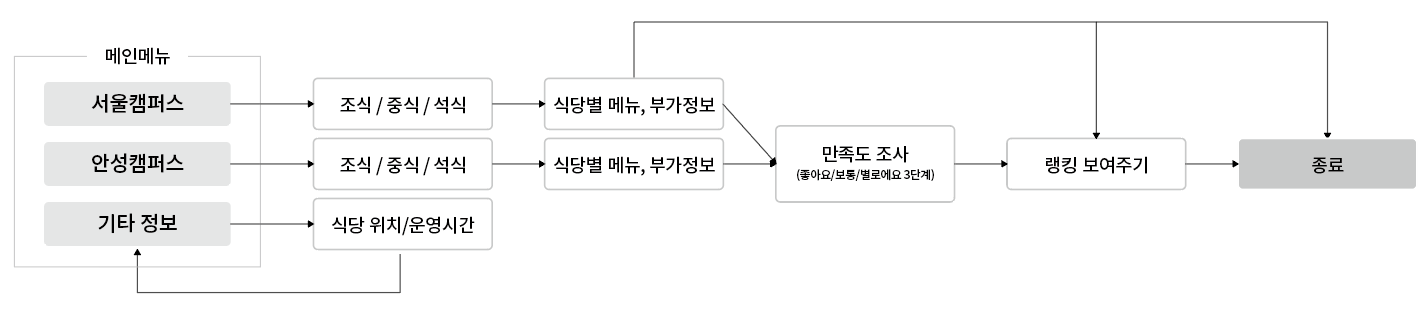 메인메뉴
서울캠퍼스
조식 / 중식 / 석식
식당별 메뉴, 부가정보
안성캠퍼스
조식 / 중식 / 석식
식당별 메뉴, 부가정보
만족도 조사
(좋아요/보통/별로에요 3단계)
랭킹 보여주기
종료
기타 정보
식당 위치/운영시간